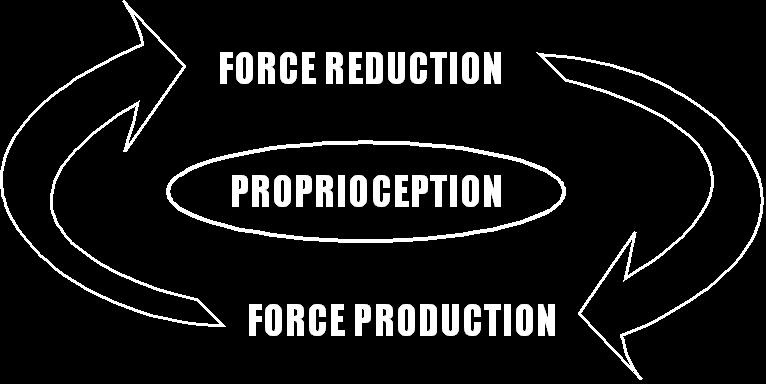 FORCE REDUCTION
PROPRIOCEPTION
FORCE PRODUCTION